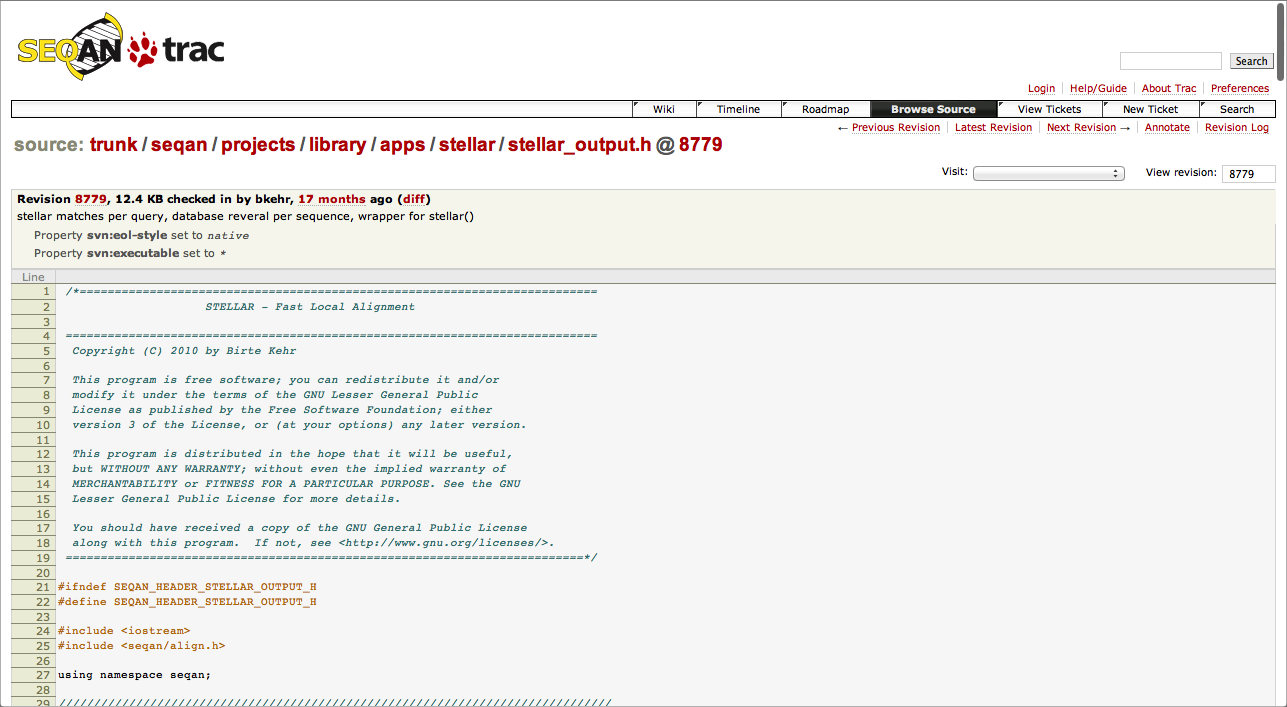 SEQAN trac
Search
Login Help/Guide About Trac Preferences
Wiki Timeline Roadmap Browse Source View Tickets New Ticket Search
← Previous Revision Latest Revision Next Revision → Annotate Revision Log
source: trunk / seqan / projects / library / apps / stellar / stellar_output.h @ 8779
Visit: View revision: 8779
Revision 8779, 12.4 KB checked in by bkehr, 17 months ago (diff)
stellar matches per query, database reveral per sequence, wrapper for stellar()
Property svn:eol-style set to native
Property svn:executable set to *
Line
1 /*==========================================================================
2 STELLAR - Fast Local Alignment
3
4 ============================================================================
5 Copyright (C) 2010 by Birte Kehr
6
7 This program is free software; you can redistribute it and/or
8 modify it under the terms of the GNU Lesser General Public
9 License as published by the Free Software Foundation; either
10 version 3 of the License, or (at your options) any later version.
11
12 This program is distributed in the hope that it will be useful,
13 but WITHOUT ANY WARRANTY; without even the implied warranty of
14 MERCHANTABILITY or FITNESS FOR A PARTICULAR PURPOSE. See the GNU
15 Lesser General Public License for more details.
16
17 You should have received a copy of the GNU General Public License
18 along with this program.  If not, see <http://www.gnu.org/licenses/>.
19 ==========================================================================*/
20
21 #ifndef SEQAN_HEADER_STELLAR_OUTPUT_H
22 #define SEQAN_HEADER_STELLAR_OUTPUT_H
23
24 #include <iostream>
25 #include <seqan/align.h>
26
27 using namespace seqan;
28
29 ///////////////////////////////////////////////////////////////////////////////